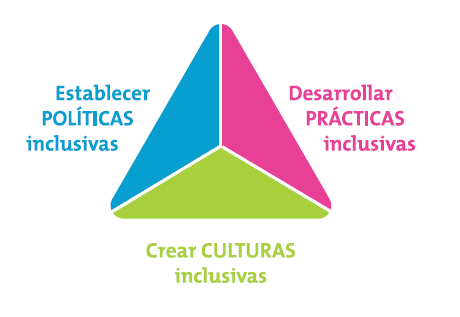 Establecer
POLÍTICAS
inclusivas
Desarrollar
PRÁCTICAS
inclusivas
Crear CULTURAS
inclusivas